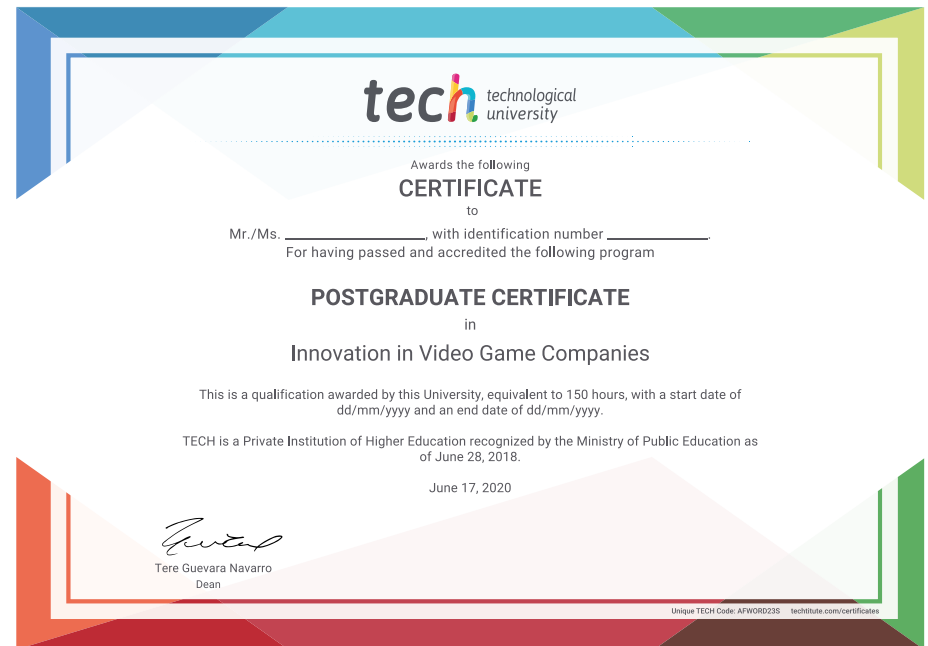 tech technological
university
Awards the following
CERTIFICATE
to
Mr./Ms. ____________________, with identification number ______________.
For having passed and accredited the following program
POSTGRADUATE CERTIFICATE
in
Innovation in Video Game Companies
This is a qualification awarded by this University, equivalent to 150 hours, with a start date of
dd/mm/yyyy and an end date of dd/mm/yyyy.
TECH is a Private Institution of Higher Education recognized by the Ministry of Public Education as
of June 28, 2018.
June 17, 2020
Tere Guevara Navarro
Dean
Unique TECH Code: AFWORD23S techtitute.com/certificates